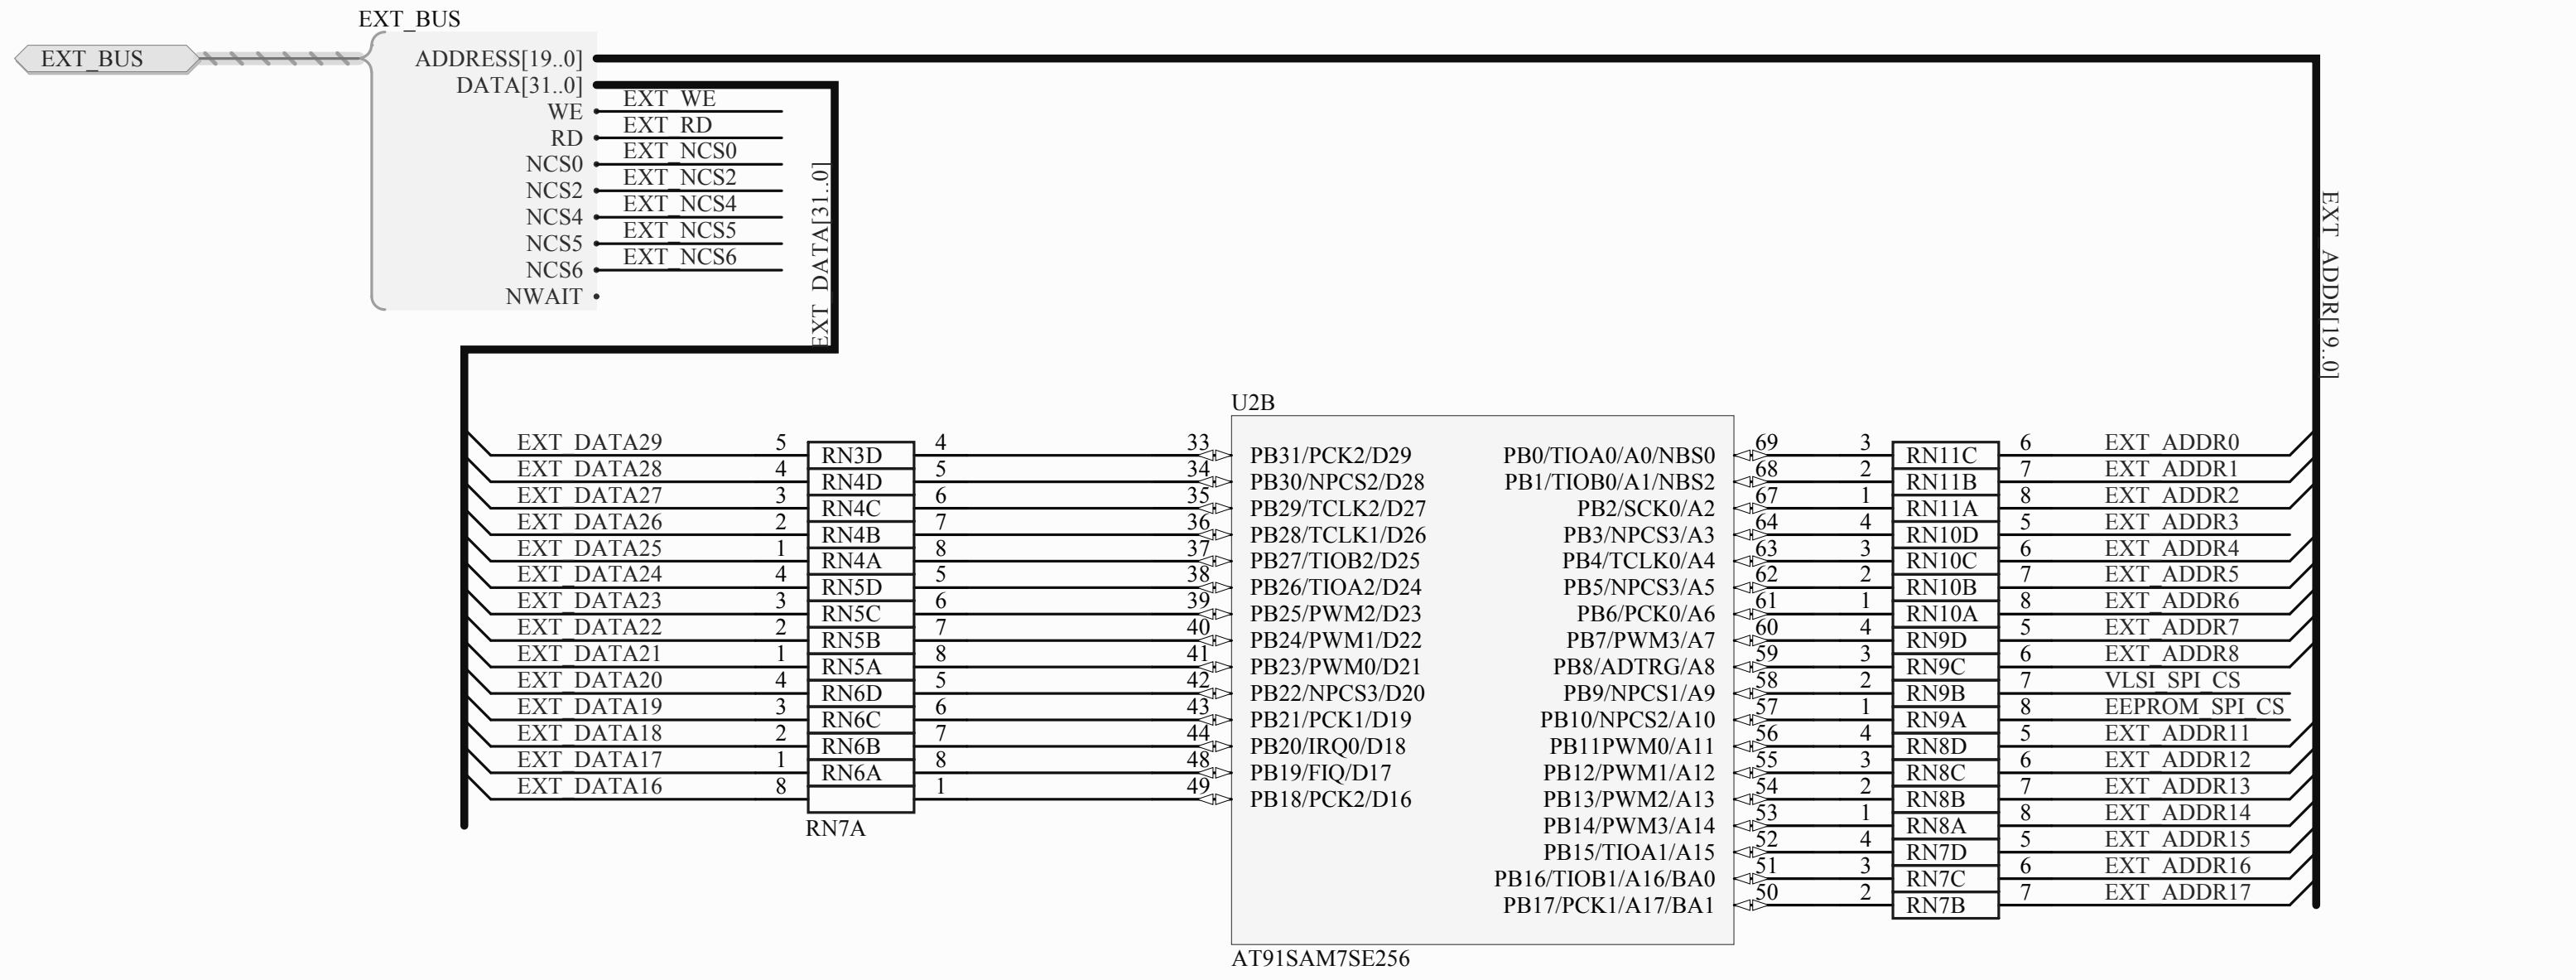 EXT_BUS
EXT_BUS
ADDRESS[19..0]
DATA[31..0]
WE EXT_WE
RD EXT_RD
NCS0 EXT_NCS0
NCS2 EXT_NCS2
NCS4 EXT_NCS4
NCS5 EXT_NCS5
NCS6 EXT_NCS6
NWAIT
EXT_DATA[31..0]
EXT_ADDR[19..0]
U2B
EXT_DATA29 5 RN3D 4 33 PB31/PCK2/D29 PB0/TIOA0/A0/NBS0 69 3 RN11C 6 EXT_ADDR0
EXT_DATA28 4 RN4D 5 34 PB30/NPCS2/D28 PB1/TIOB0/A1/NBS2 68 2 RN11B 7 EXT_ADDR1
EXT_DATA27 3 RN4C 6 35 PB29/TCLK2/D27 PB2/SCK0/A2 67 1 RN11A 8 EXT_ADDR2
EXT_DATA26 2 RN4B 7 36 PB28/TCLK1/D26 PB3/NPCS3/A3 64 4 RN10D 5 EXT_ADDR3
EXT_DATA25 1 RN4A 8 37 PB27/TIOB2/D25 PB4/TCLK0/A4 63 3 RN10C 6 EXT_ADDR4
EXT_DATA24 4 RN5D 5 38 PB26/TIOA2/D24 PB5/NPCS3/A5 62 2 RN10B 7 EXT_ADDR5
EXT_DATA23 3 RN5C 6 39 PB25/PWM2/D23 PB6/PCK0/A6 61 1 RN10A 8 EXT_ADDR6
EXT_DATA22 2 RN5B 7 40 PB24/PWM1/D22 PB7/PWM3/A7 60 4 RN9D 5 EXT_ADDR7
EXT_DATA21 1 RN5A 8 41 PB23/PWM0/D21 PB8/ADTRG/A8 59 3 RN9C 6 EXT_ADDR8
EXT_DATA20 4 RN6D 5 42 PB22/NPCS3/D20 PB9/NPCS1/A9 58 2 RN9B 7 VLSI_SPI_CS
EXT_DATA19 3 RN6C 6 43 PB21/PCK1/D19 PB10/NPCS2/A10 57 1 RN9A 8 EEPROM_SPI_CS
EXT_DATA18 2 RN6B 7 44 PB20/IRQ0/D18 PB11PWM0/A11 56 4 RN8D 5 EXT_ADDR11
EXT_DATA17 1 RN6A 8 48 PB19/FIQ/D17 PB12/PWM1/A12 55 3 RN8C 6 EXT_ADDR12
EXT_DATA16 8 1 49 PB18/PCK2/D16 PB13/PWM2/A13 54 2 RN8B 7 EXT_ADDR13
RN7A PB14/PWM3/A14 53 1 RN8A 8 EXT_ADDR14
PB15/TIOA1/A15 52 4 RN7D 5 EXT_ADDR15
PB16/TIOB1/A16/BA0 51 3 RN7C 6 EXT_ADDR16
PB17/PCK1/A17/BA1 50 2 RN7B 7 EXT_ADDR17
AT91SAM7SE256